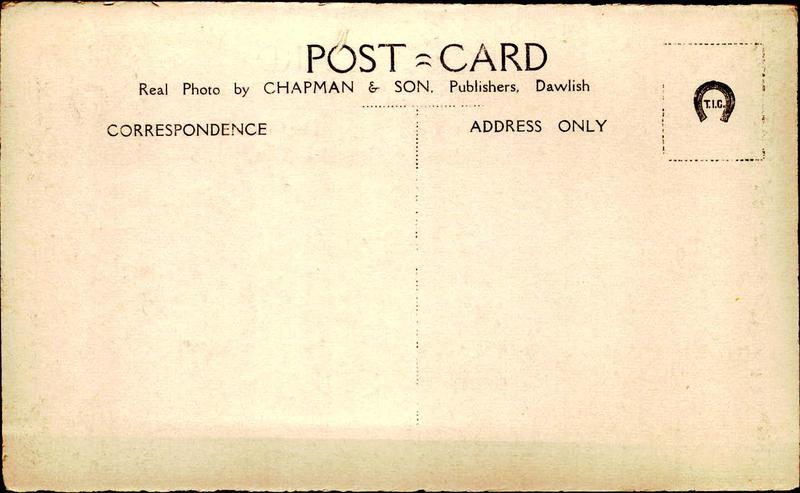 POST = CARD
Real Photo by CHAPMAN & SON, Publishers, Dawlish
CORRESPONDENCE
ADDRESS ONLY
T.I.C.